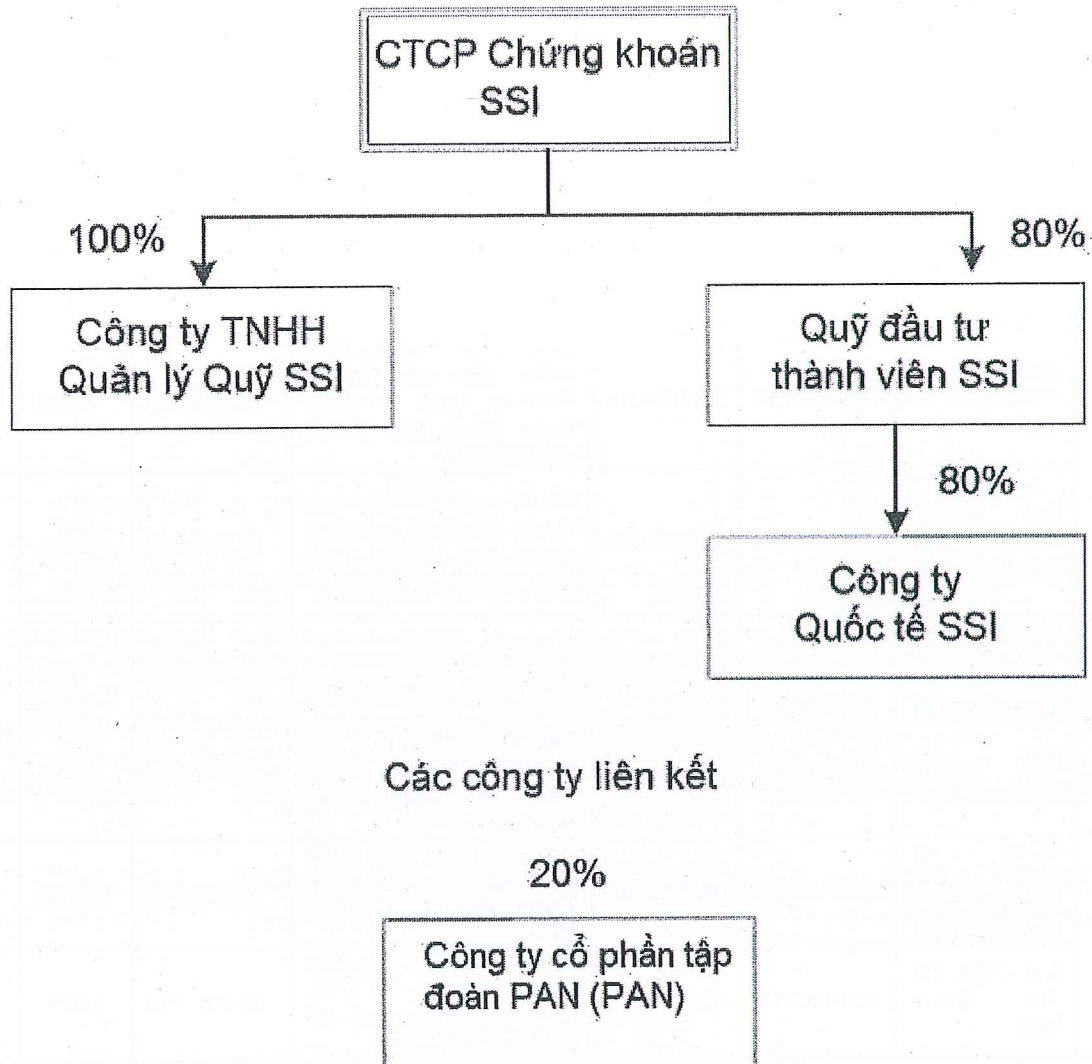 CTCP Chứng khoán
SSI
100%
80%
Công ty TNHH
Quản lý Quỹ SSI
Quỹ đầu tư
thành viên SSI
80%
Công ty
Quốc tế SSI
Các công ty liên kết
20%
Công ty cổ phần tập
đoàn PAN (PAN)